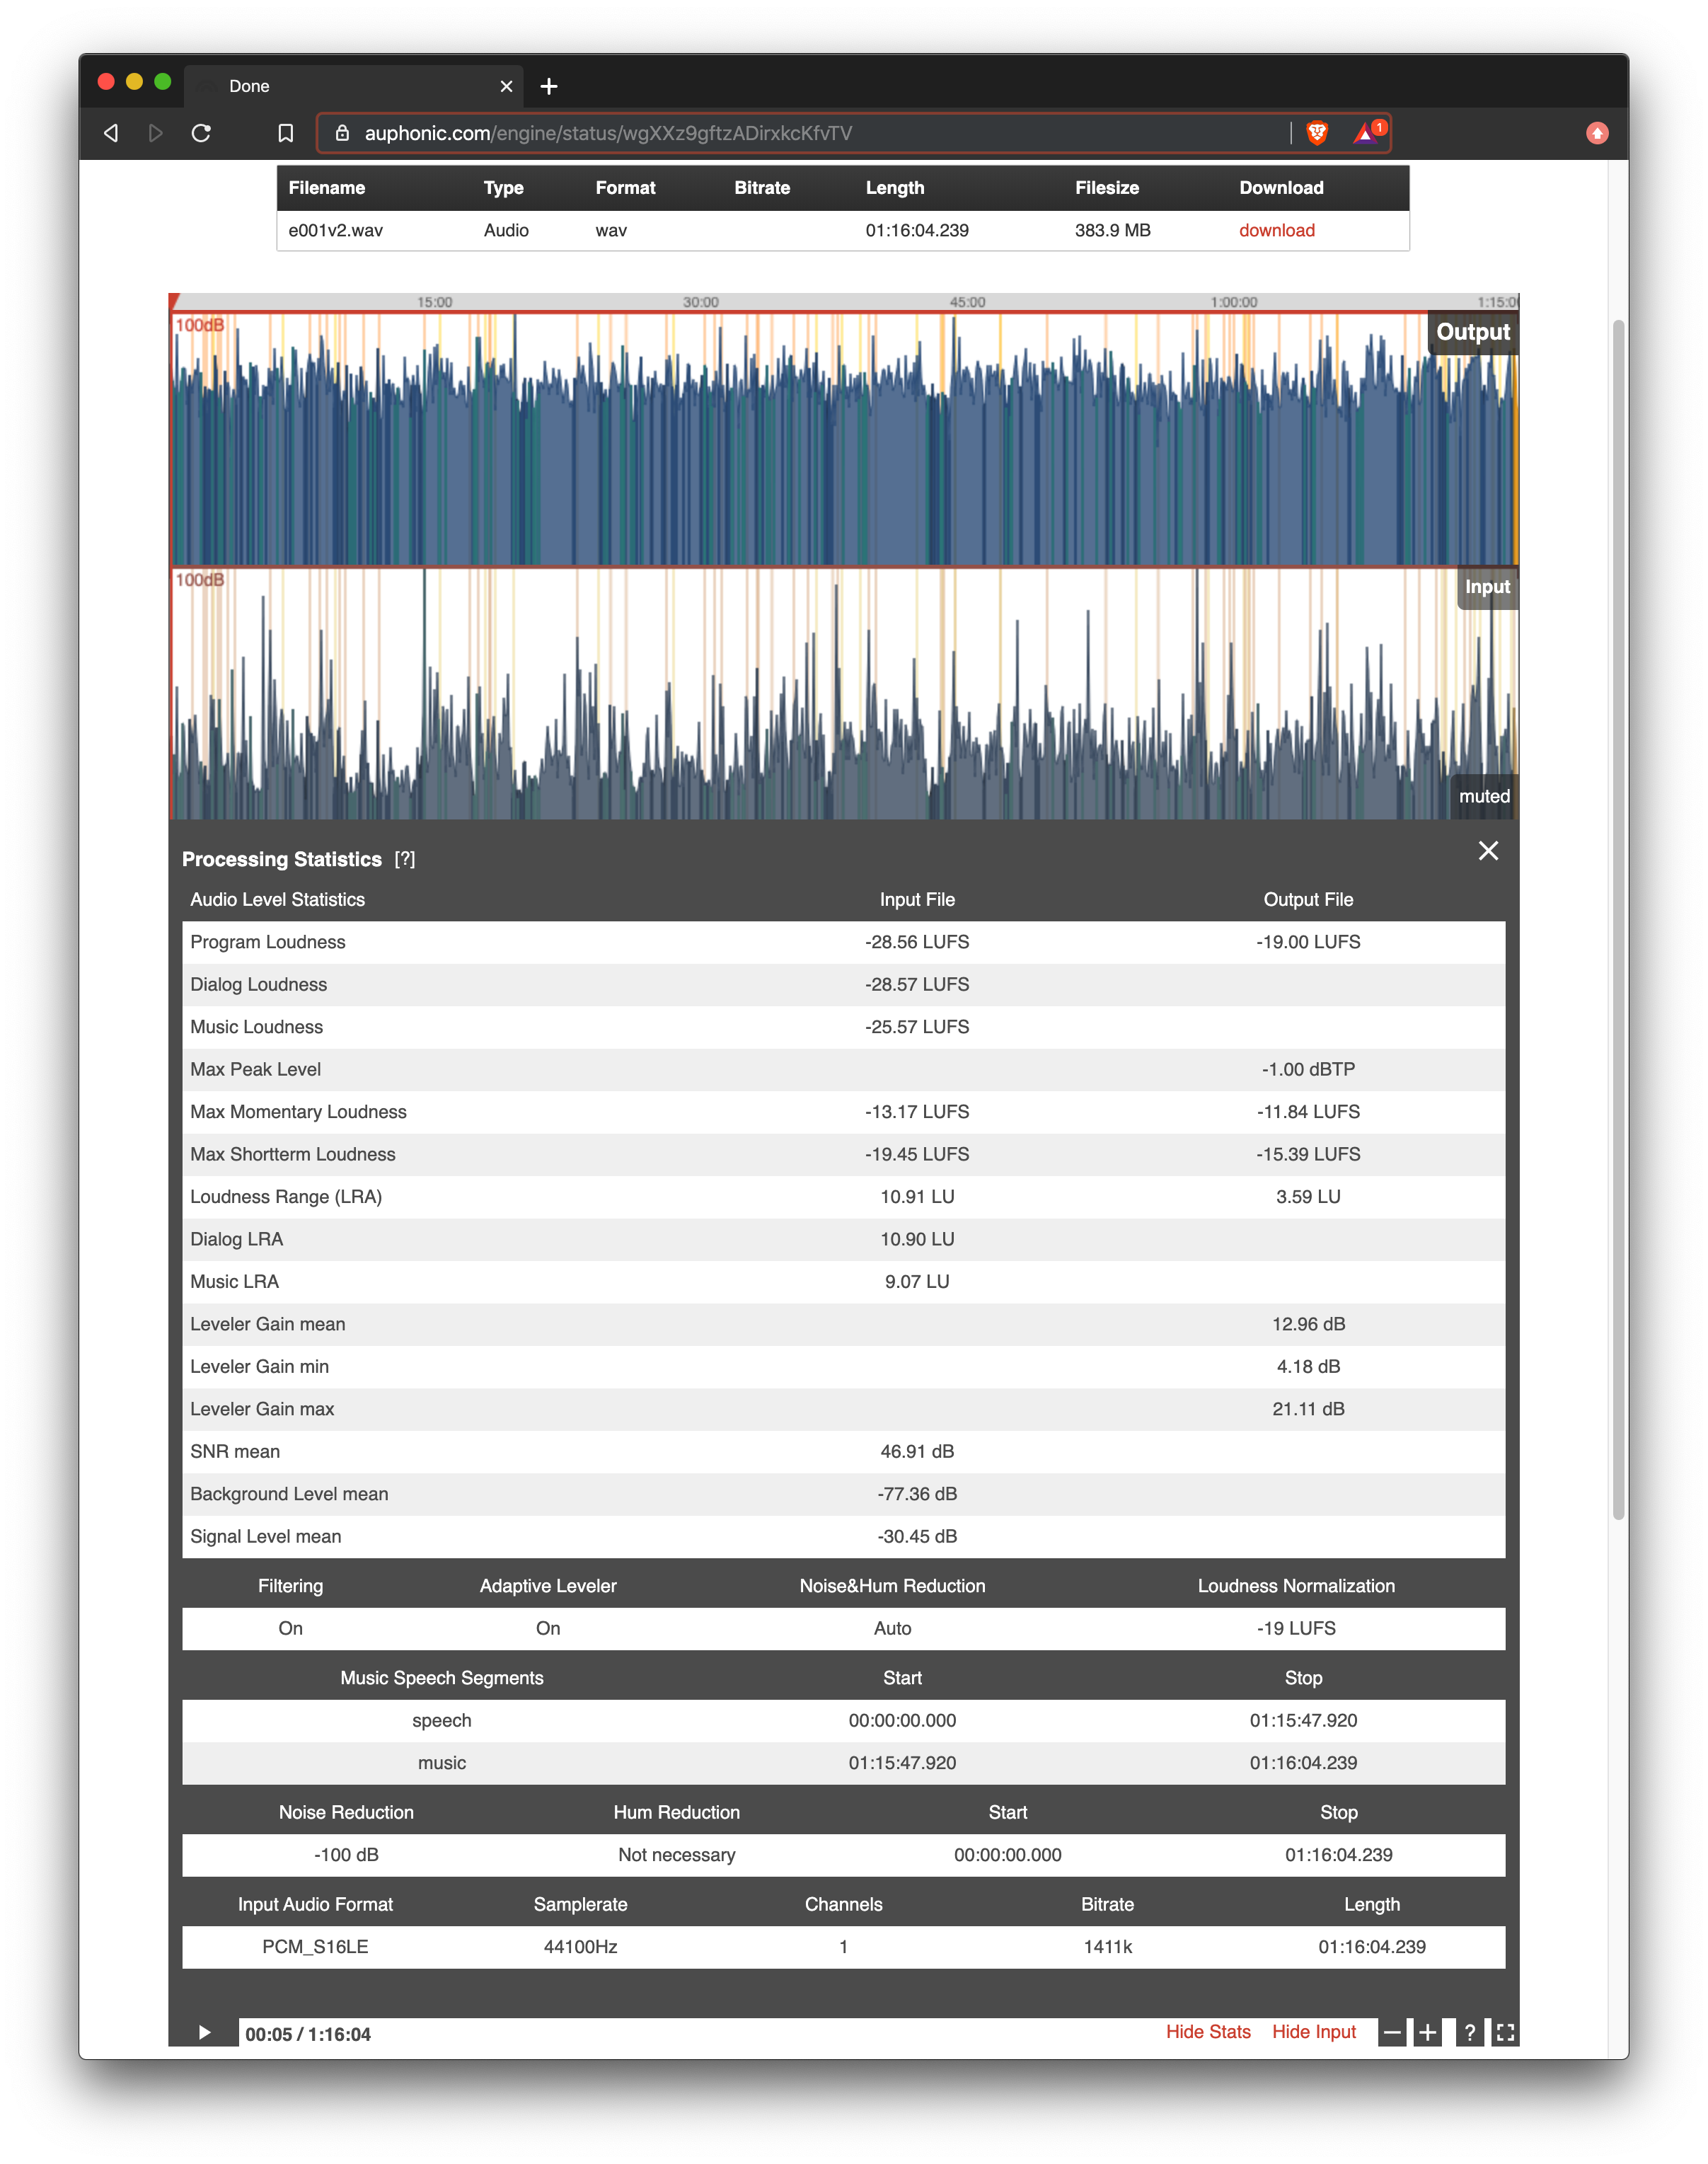 Done
auphonic.com/engine/status/wgXXz9gftzADirxkcKfvTV
1
Filename Type Format Bitrate Length Filesize Download
e001v2.wav Audio wav 01:16:04.239 383.9 MB download
15:00 30:00 45:00 1:00:00 1:15:0
100dB Output
100dB Input
muted
Processing Statistics [?]
Audio Level Statistics Input File Output File
Program Loudness -28.56 LUFS -19.00 LUFS
Dialog Loudness -28.57 LUFS
Music Loudness -25.57 LUFS
Max Peak Level -1.00 dBTP
Max Momentary Loudness -13.17 LUFS -11.84 LUFS
Max Shortterm Loudness -19.45 LUFS -15.39 LUFS
Loudness Range (LRA) 10.91 LU 3.59 LU
Dialog LRA 10.90 LU
Music LRA 9.07 LU
Leveler Gain mean 12.96 dB
Leveler Gain min 4.18 dB
Leveler Gain max 21.11 dB
SNR mean 46.91 dB
Background Level mean -77.36 dB
Signal Level mean -30.45 dB
Filtering Adaptive Leveler Noise&Hum Reduction Loudness Normalization
On On Auto -19 LUFS
Music Speech Segments Start Stop
speech 00:00:00.000 01:15:47.920
music 01:15:47.920 01:16:04.239
Noise Reduction Hum Reduction Start Stop
-100 dB Not necessary 00:00:00.000 01:16:04.239
Input Audio Format Samplerate Channels Bitrate Length
PCM_S16LE 44100Hz 1 1411k 01:16:04.239
00:05 / 1:16:04 Hide Stats Hide Input ?